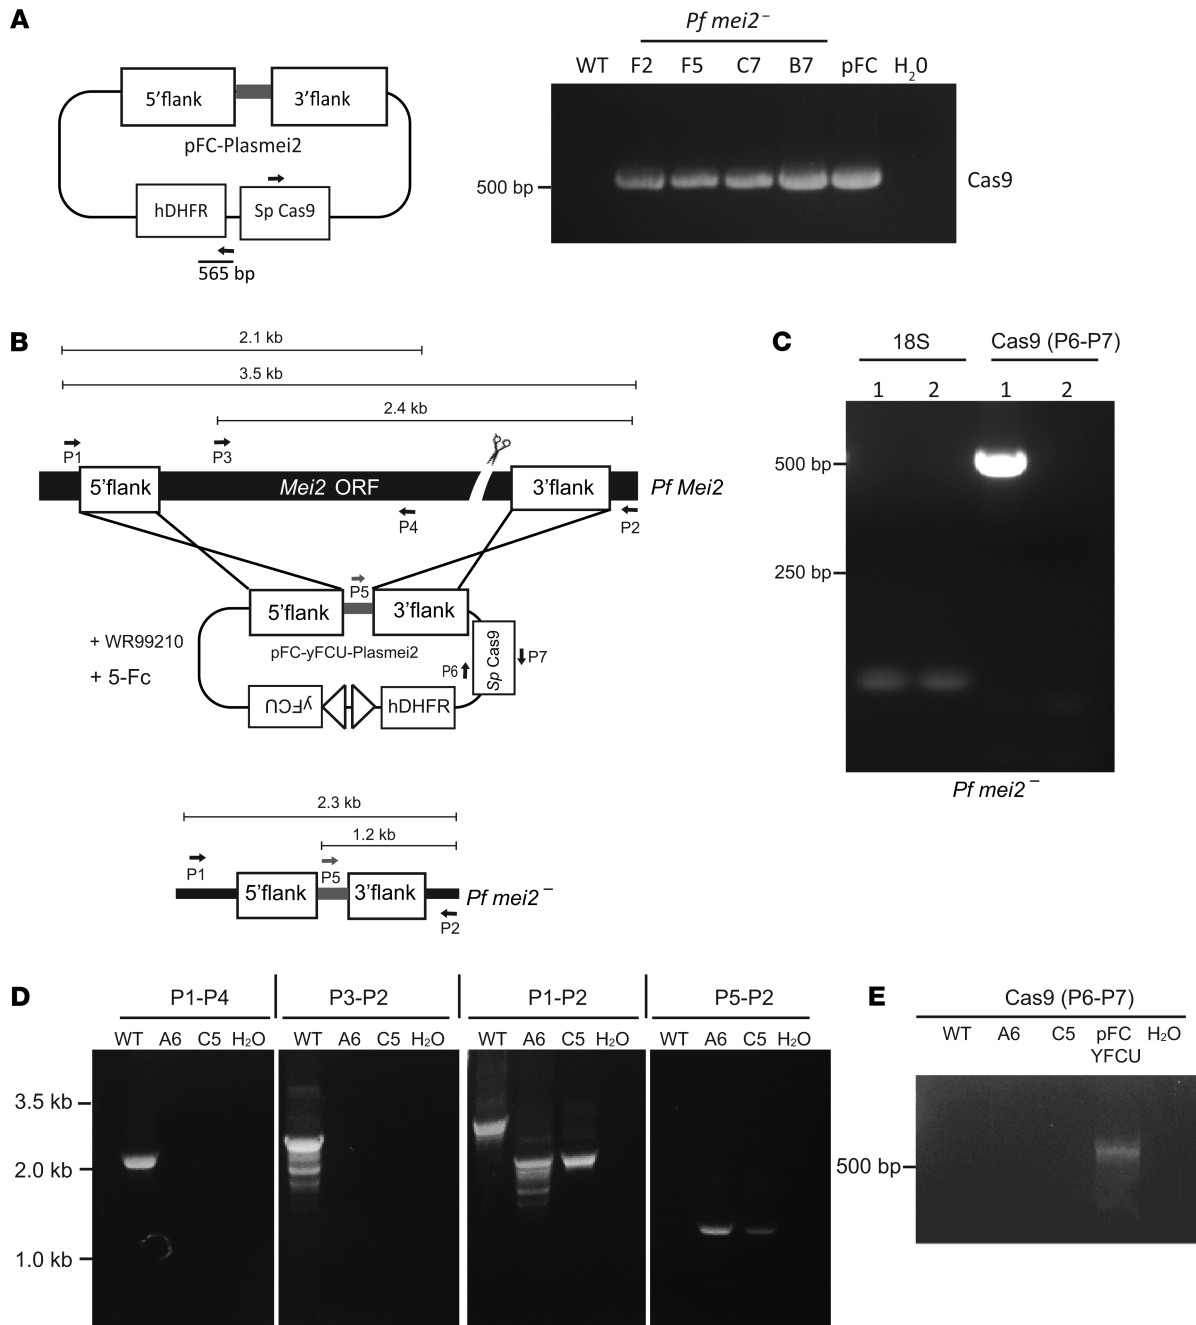 A
Pf mei2⁻
WT F2 F5 C7 B7 pFC H₂0
5'flank 3'flank
pFC-Plasmei2
hDHFR Sp Cas9
565 bp
500 bp
Cas9
B
2.1 kb
3.5 kb
2.4 kb
P1 P3
5'flank Mei2 ORF 3'flank Pf Mei2
P4 P2
P5
5'flank 3'flank
+ WR99210
+ 5-Fc
pFC-yFCU-Plasmei2
P6 Sp Cas9 P7
yFCU hDHFR
2.3 kb
1.2 kb
P1 P5
5'flank 3'flank Pf mei2⁻
P2
C
18S Cas9 (P6-P7)
1 2 1 2
500 bp
250 bp
Pf mei2⁻
D
P1-P4 P3-P2 P1-P2 P5-P2
WT A6 C5 H₂O WT A6 C5 H₂O WT A6 C5 H₂O WT A6 C5 H₂O
3.5 kb
2.0 kb
1.0 kb
E
Cas9 (P6-P7)
WT A6 C5 pFC H₂O
YFCU
500 bp